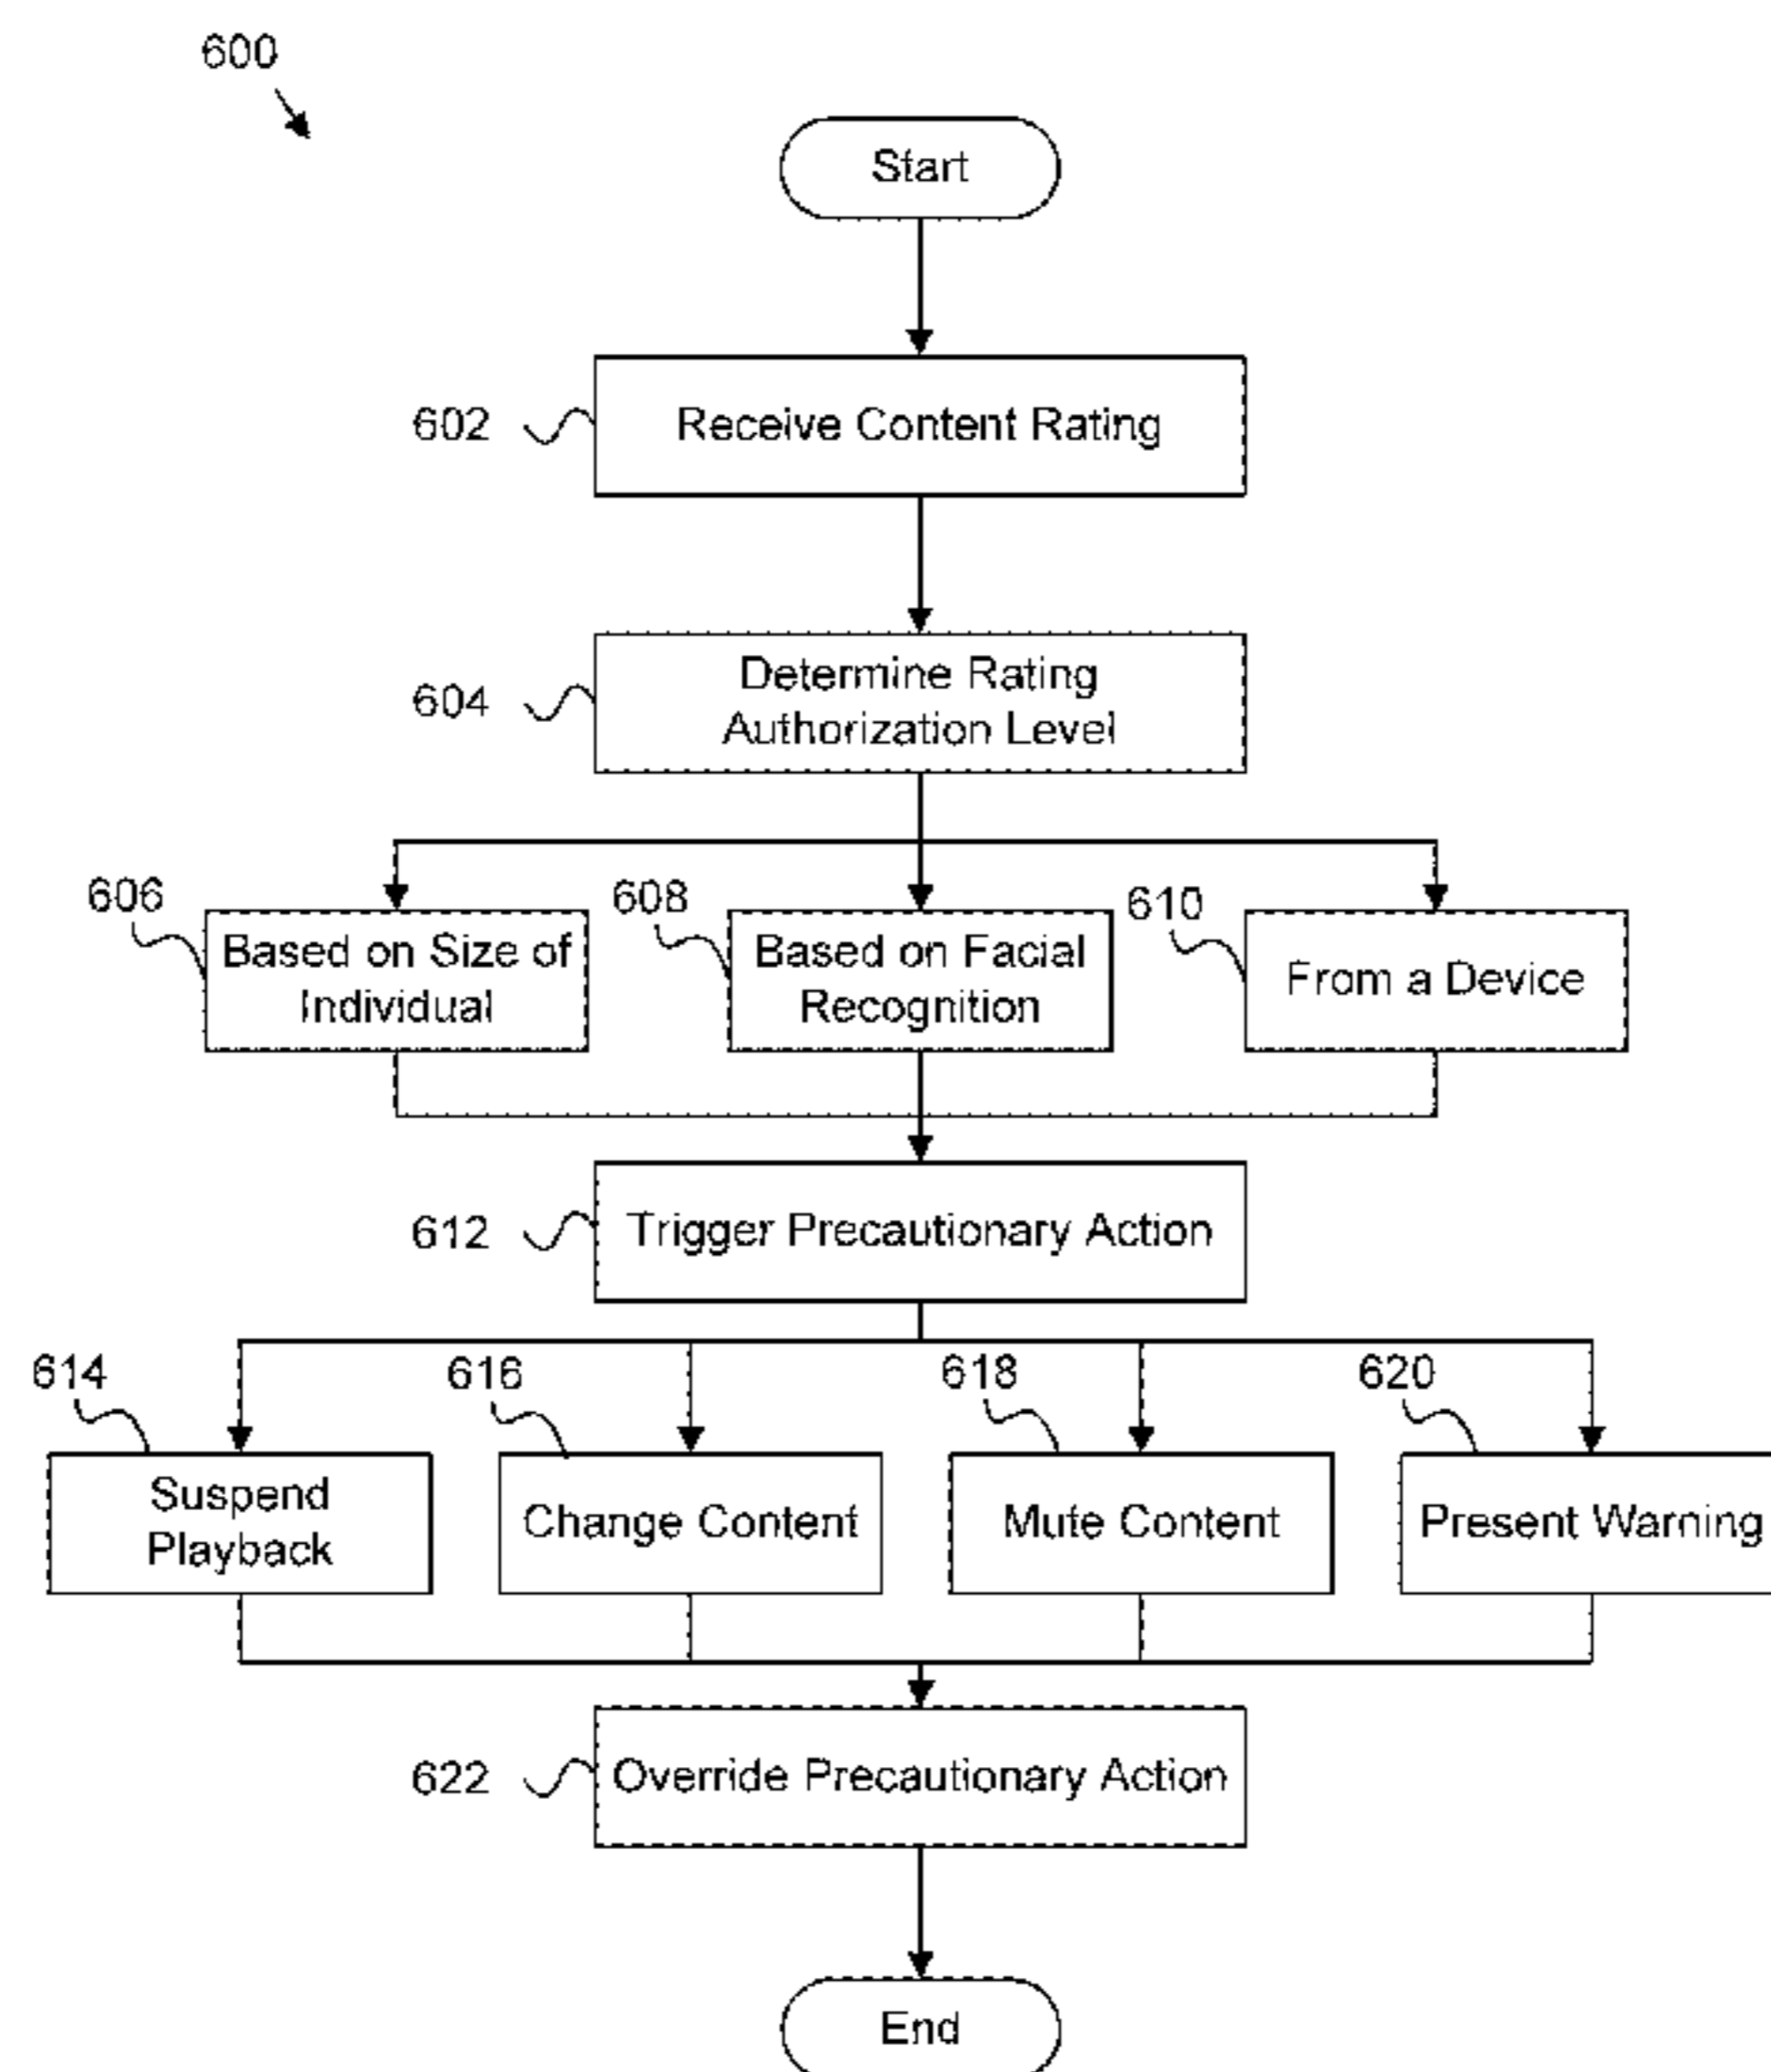 600
Start
602
Receive Content Rating
604
Determine Rating
Authorization Level
606
Based on Size of
Individual
608
Based on Facial
Recognition
610
From a Device
612
Trigger Precautionary Action
614
Suspend
Playback
616
Change Content
618
Mute Content
620
Present Warning
622
Override Precautionary Action
End